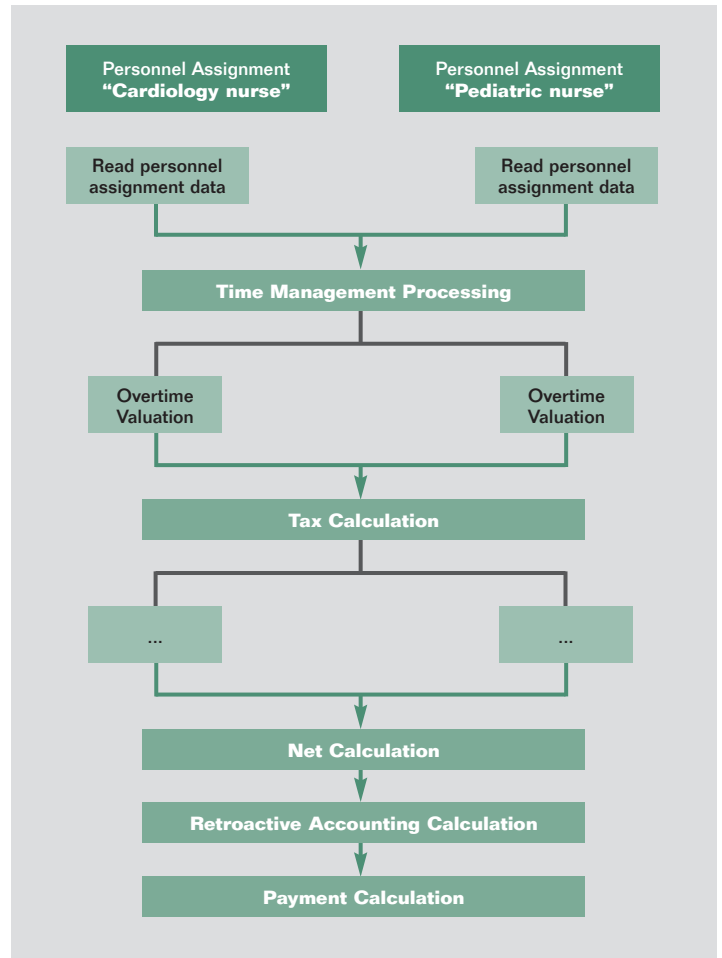 Personnel Assignment
“Cardiology nurse”
Personnel Assignment
“Pediatric nurse”
Read personnel
assignment data
Read personnel
assignment data
Time Management Processing
Overtime
Valuation
Overtime
Valuation
Tax Calculation
...
...
Net Calculation
Retroactive Accounting Calculation
Payment Calculation